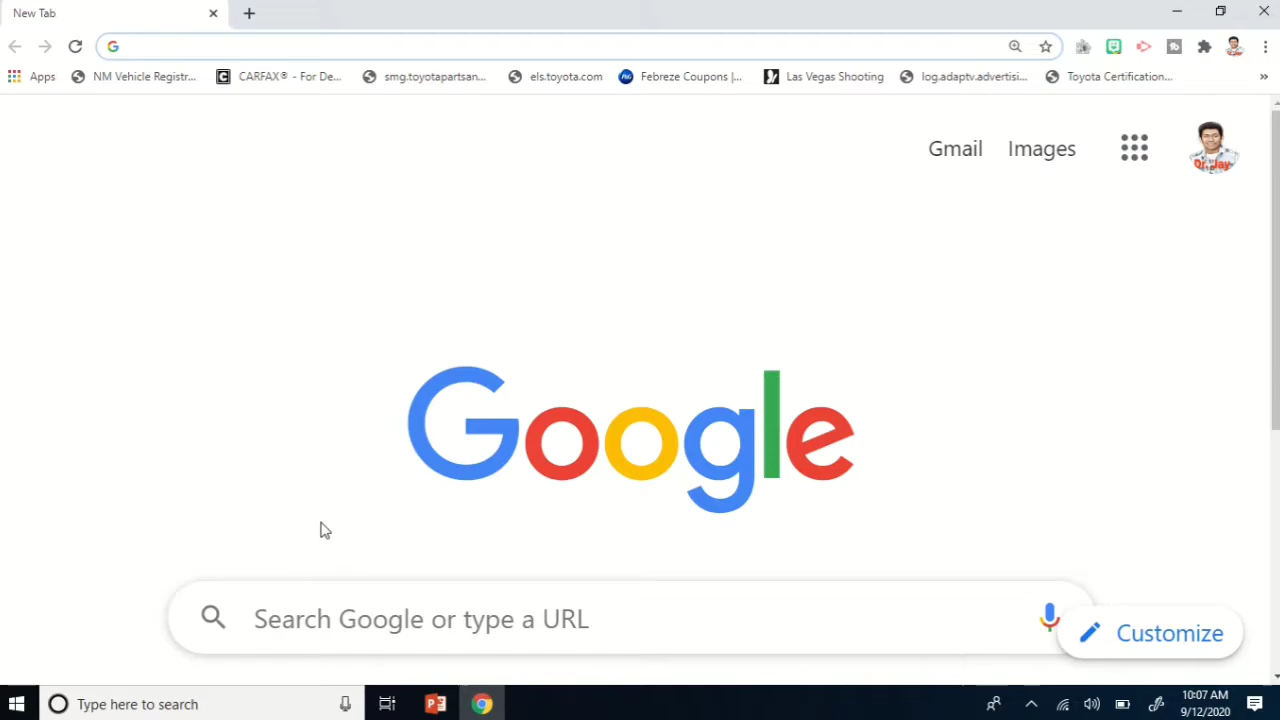 New Tab
Apps NM Vehicle Registr... CARFAX® - For De... smg.toyotapartsan... els.toyota.com Febreze Coupons |... Las Vegas Shooting log.adaptv.advertisi... Toyota Certification... »
Gmail Images
Google
Search Google or type a URL
Customize
Type here to search
10:07 AM
9/12/2020